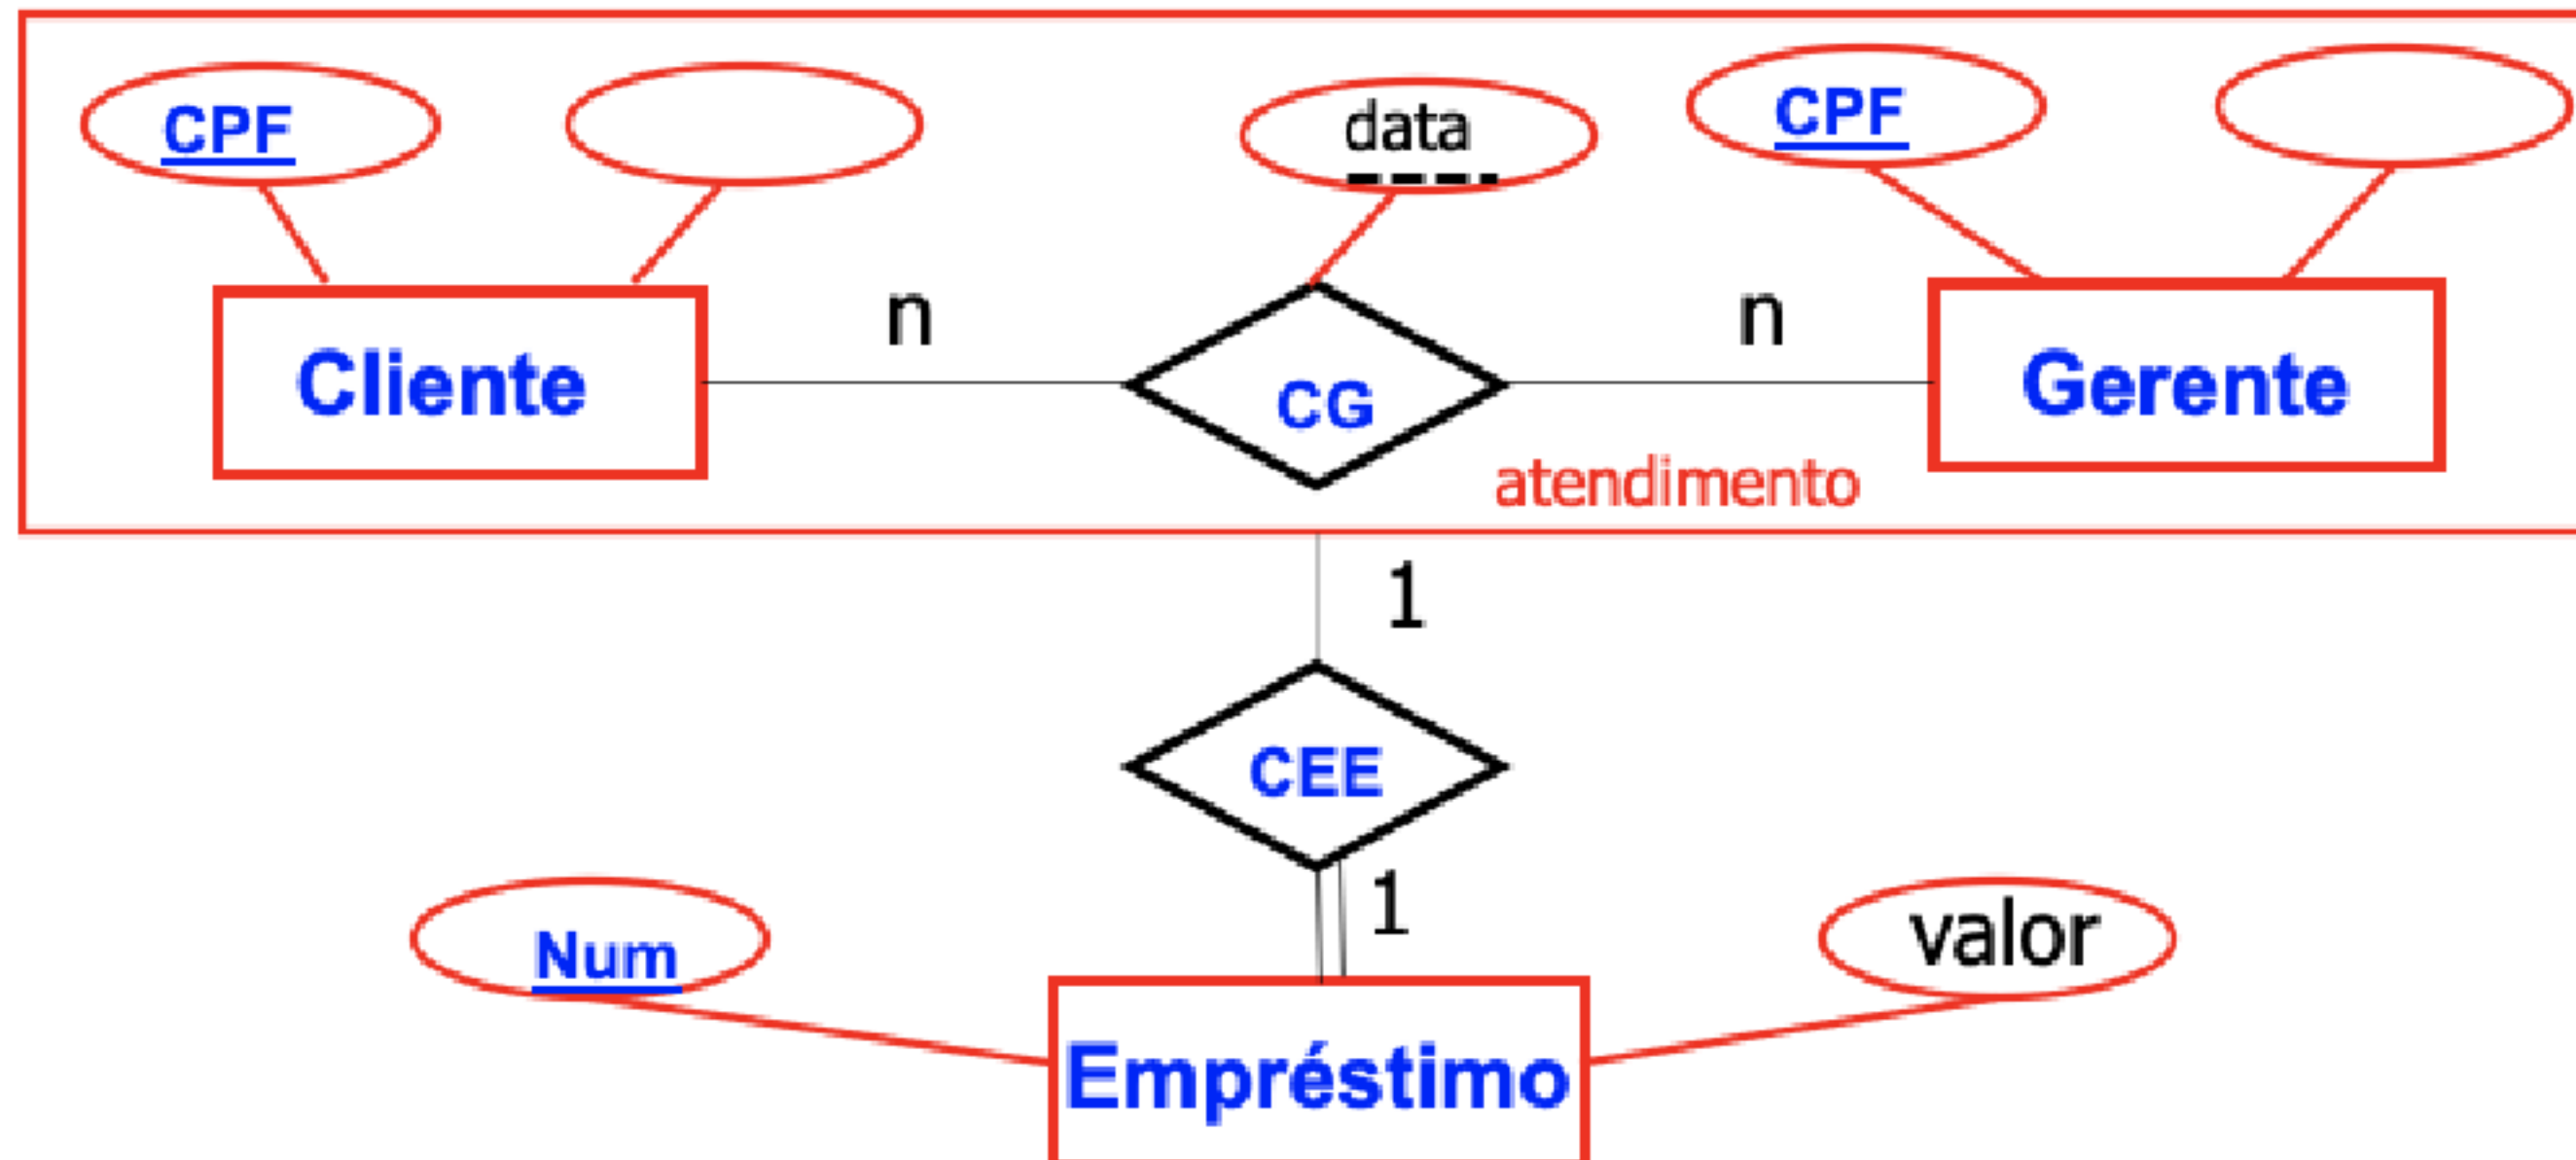 CPF
data
CPF
n
n
Cliente
CG
Gerente
atendimento
1
CEE
1
Num
valor
Empréstimo